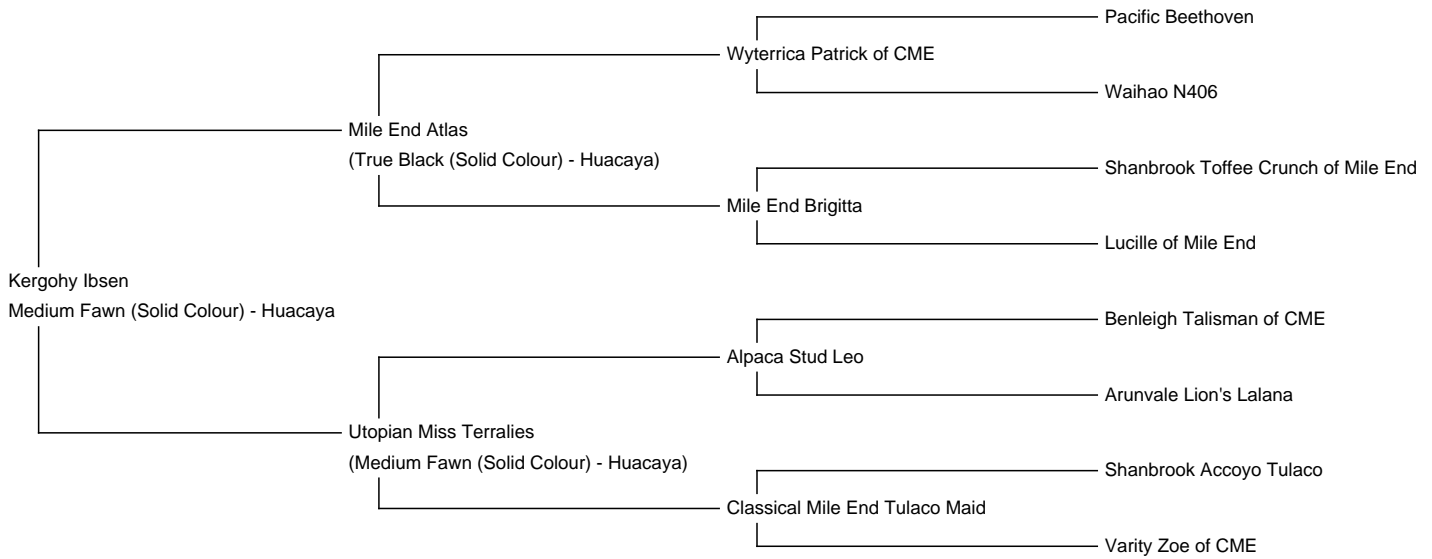 Pacific Beethoven
Wyterrica Patrick of CME
Waihao N406
Mile End Atlas
(True Black (Solid Colour) - Huacaya)
Shanbrook Toffee Crunch of Mile End
Mile End Brigitta
Lucille of Mile End
Kergohy Ibsen
Medium Fawn (Solid Colour) - Huacaya
Benleigh Talisman of CME
Alpaca Stud Leo
Arunvale Lion's Lalana
Utopian Miss Terralies
(Medium Fawn (Solid Colour) - Huacaya)
Shanbrook Accoyo Tulaco
Classical Mile End Tulaco Maid
Varity Zoe of CME